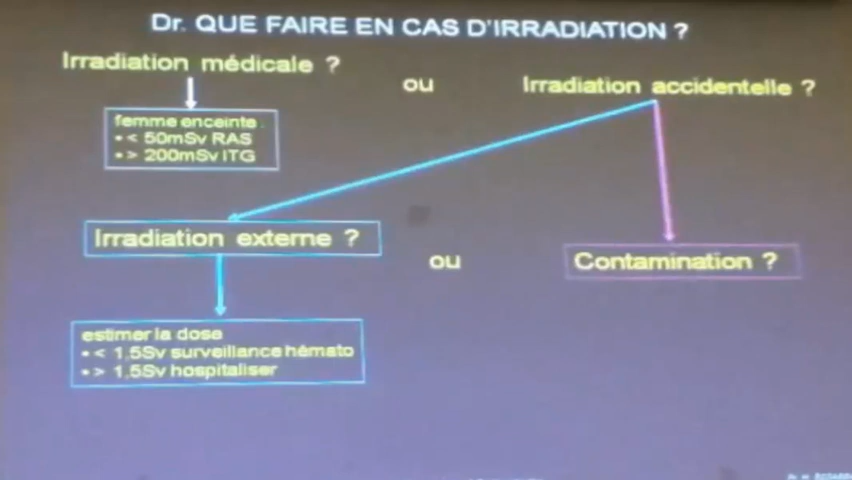 Dr. QUE FAIRE EN CAS D'IRRADIATION ?
Irradiation médicale ?
ou
Irradiation accidentelle ?
femme enceinte
• < 50mSv RAS
• > 200mSv ITG
Irradiation externe ?
ou
Contamination ?
estimer la dose
• < 1,5Sv surveillance hémato
• > 1,5Sv hospitaliser